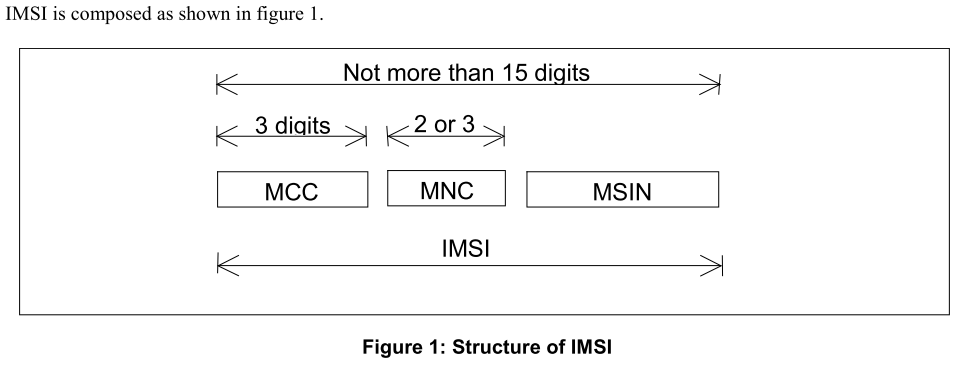 IMSI is composed as shown in figure 1.
Not more than 15 digits
3 digits
2 or 3
MCC
MNC
MSIN
IMSI
Figure 1: Structure of IMSI